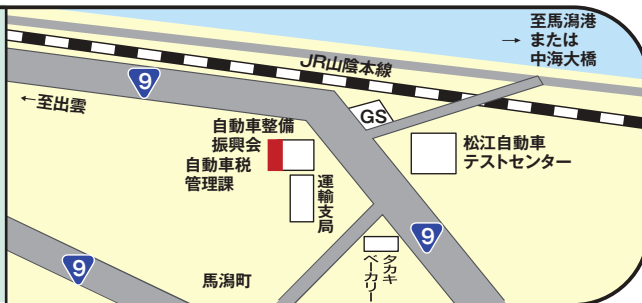 至馬潟港
→ または
中海大橋
JR山陰本線
9
←至出雲
GS
自動車整備
振興会
自動車税
管理課
松江自動車
テストセンター
運輸支局
9
タカキ
ベーカリー
馬潟町
9